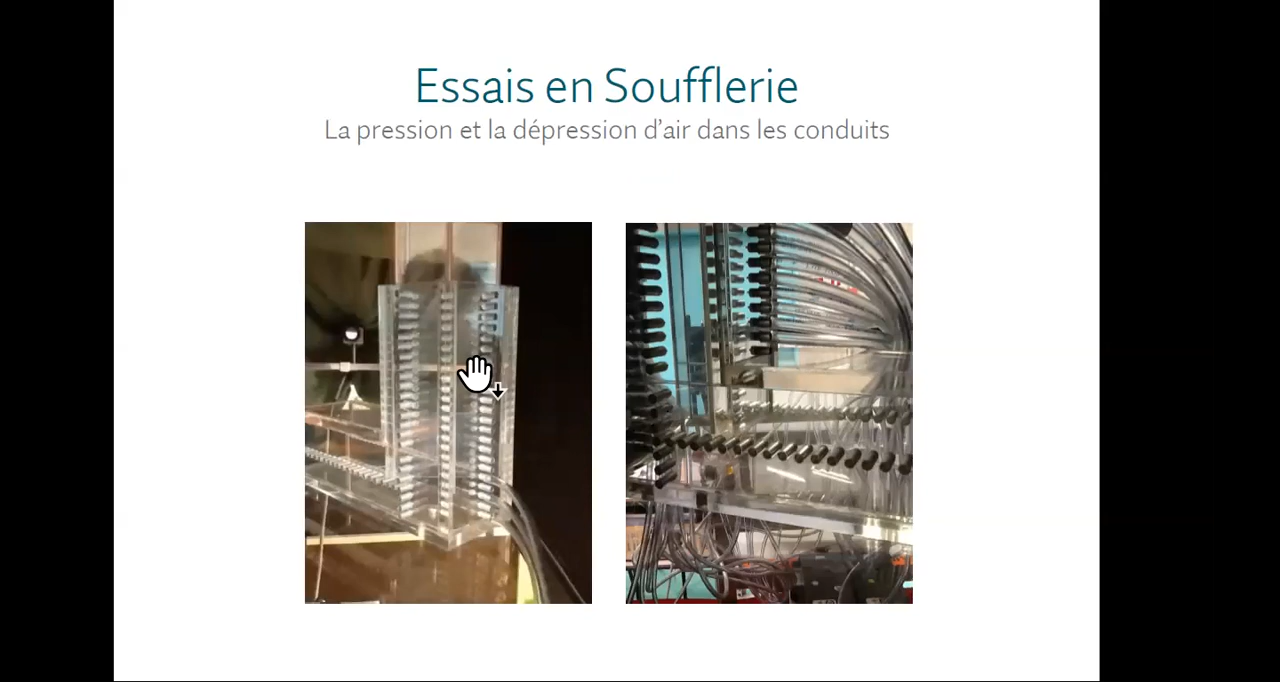 Essais en Soufflerie
La pression et la dépression d'air dans les conduits